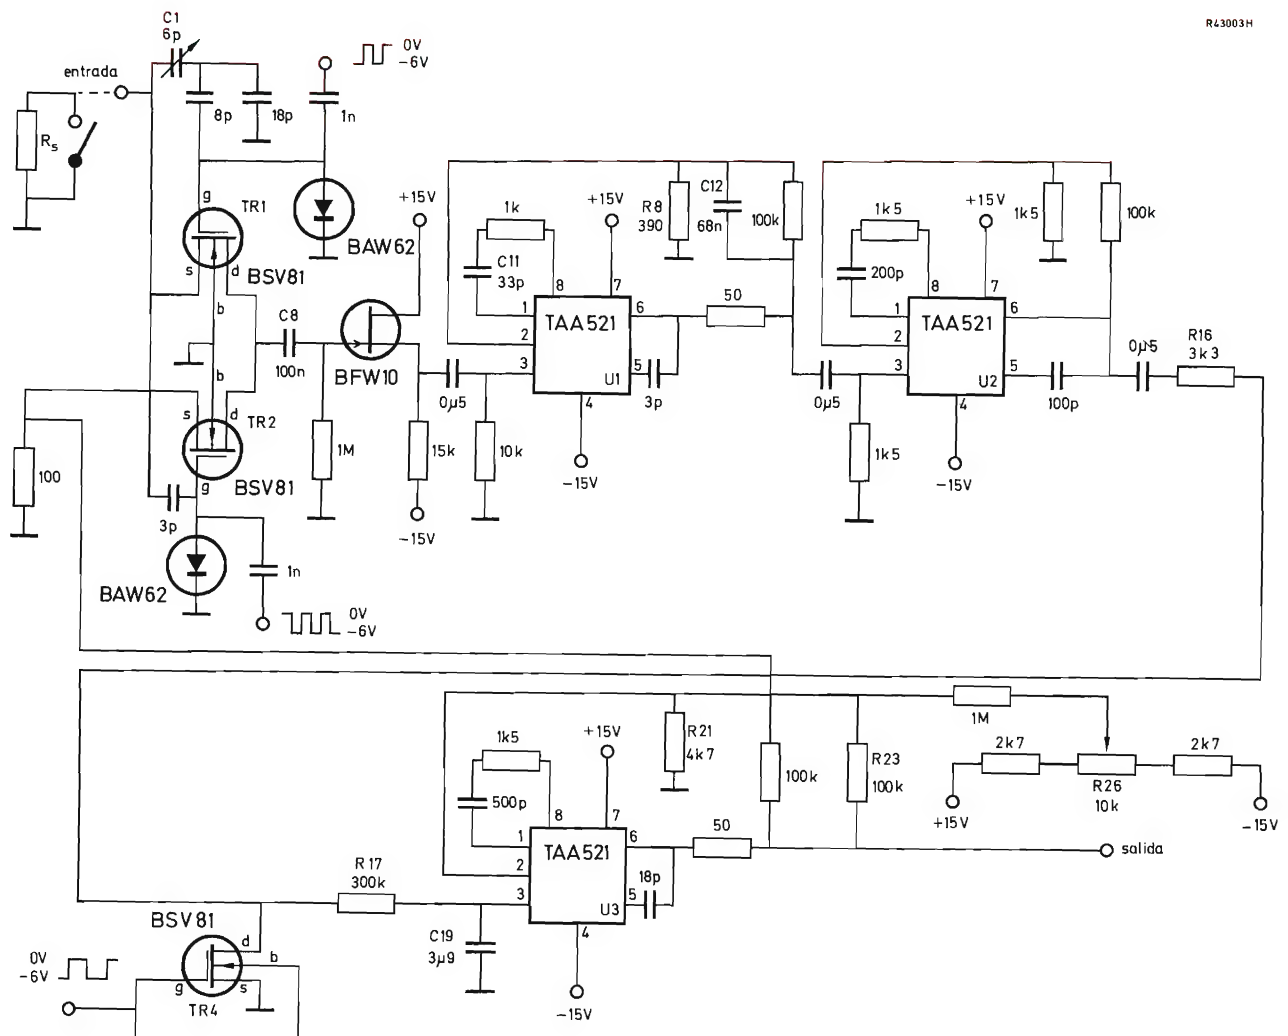 R43003H
C1
6p
0V
-6V
entrada
8p
18p
1n
Rs
g
TR1
+15V
BAW62
s
d
BSV81
b
1k
+15V
C11
33p
8
7
R8
390
C12
68n
100k
1k5
+15V
200p
8
7
1k5
100k
C8
100n
BFW10
1
2
3
TAA521
6
5
U1
4
50
3p
1
2
3
TAA521
6
5
U2
4
0µ5
R16
3k3
100p
b
s
d
TR2
BSV81
g
1M
0µ5
15k
10k
-15V
0µ5
1k5
-15V
100
3p
-15V
BAW62
1n
0V
-6V
1M
1k5
+15V
R21
4k7
100k
R23
100k
2k7
R26
10k
2k7
+15V
-15V
500p
8
7
1
2
3
TAA521
6
5
U3
4
50
18p
salida
R17
300k
BSV81
C19
3µ9
-15V
0V
-6V
d
b
g
s
TR4